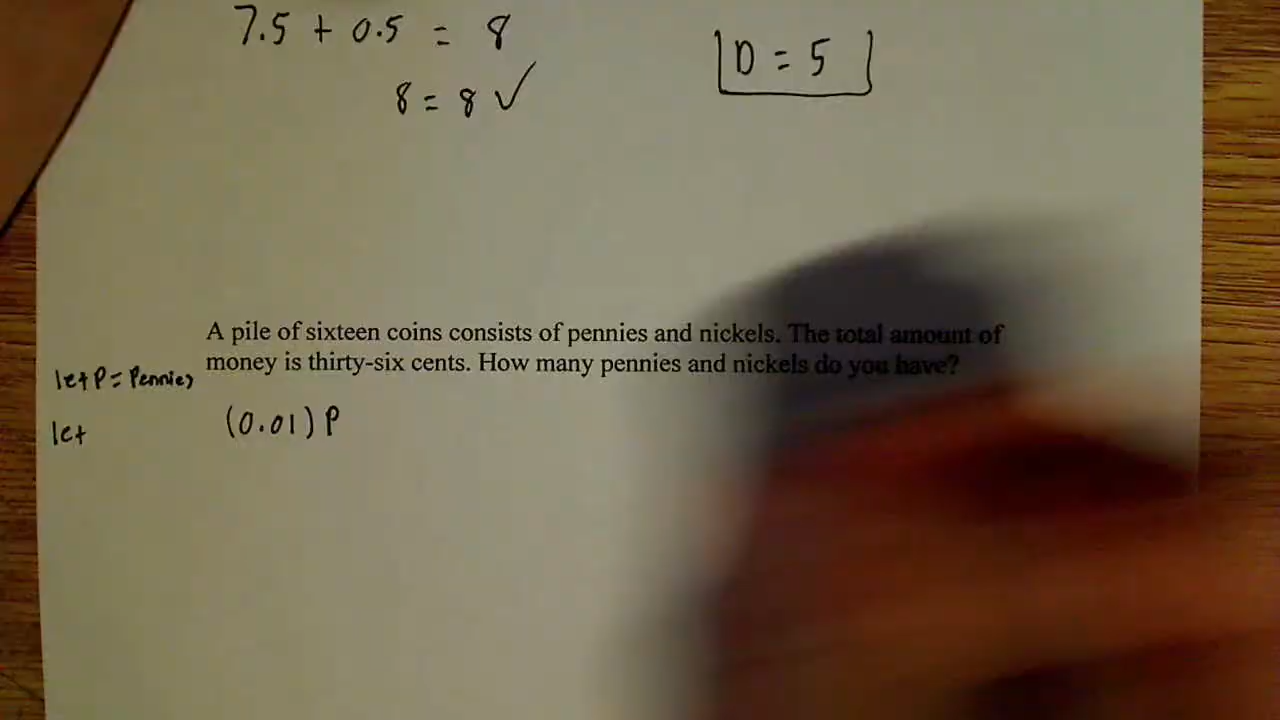 7.5 + 0.5 = 8
8 = 8 ✓
D = 5
A pile of sixteen coins consists of pennies and nickels. The total amount of
money is thirty-six cents. How many pennies and nickels do you have?
let P = Pennies
let
(0.01) P